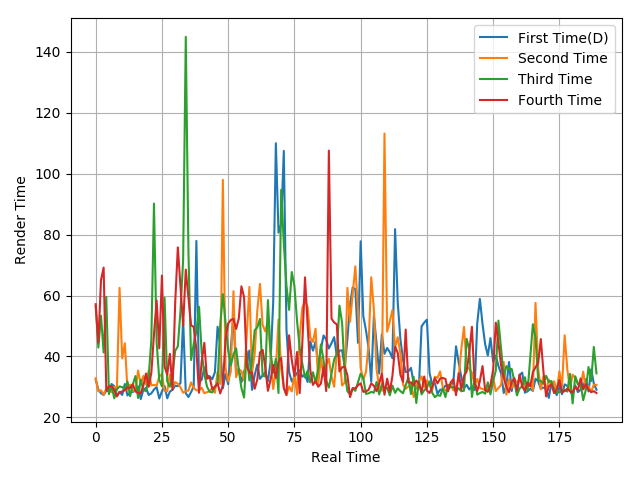 First Time(D)
Second Time
Third Time
Fourth Time
Render Time
140
120
100
80
60
40
20
0 25 50 75 100 125 150 175
Real Time